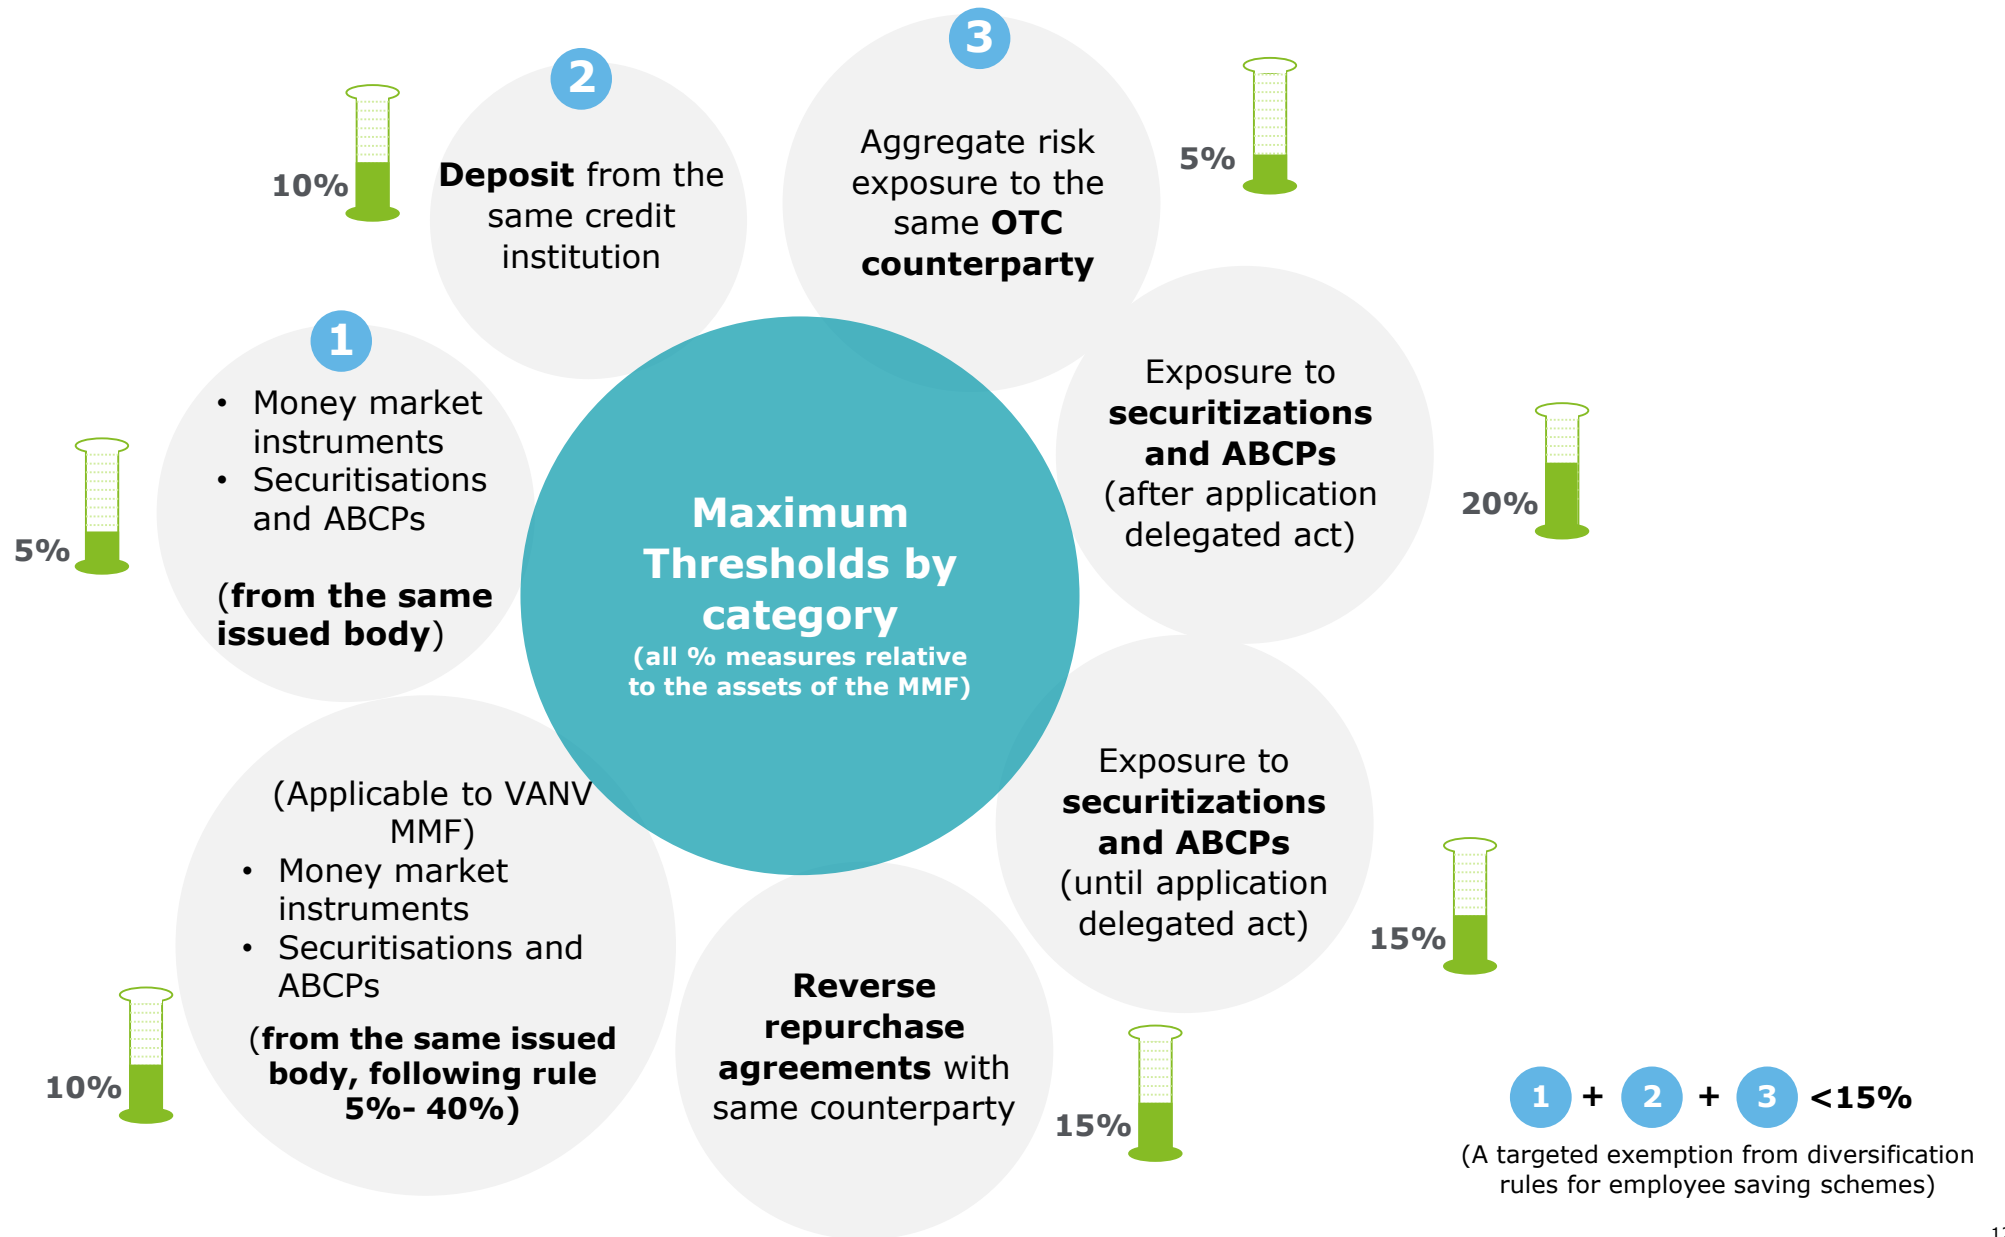 3
2
Aggregate risk
exposure to the
same OTC
counterparty
5%
10%
Deposit from the
same credit
institution
1
• Money market
instruments
• Securitisations
and ABCPs
(from the same
issued body)
5%
Exposure to
securitizations
and ABCPs
(after application
delegated act)
20%
Maximum
Thresholds by
category
(all % measures relative
to the assets of the MMF)
(Applicable to VANV
MMF)
• Money market
instruments
• Securitisations and
ABCPs
(from the same issued
body, following rule
5%- 40%)
10%
Exposure to
securitizations
and ABCPs
(until application
delegated act)
15%
Reverse
repurchase
agreements with
same counterparty
15%
1 + 2 + 3 <15%
(A targeted exemption from diversification
rules for employee saving schemes)